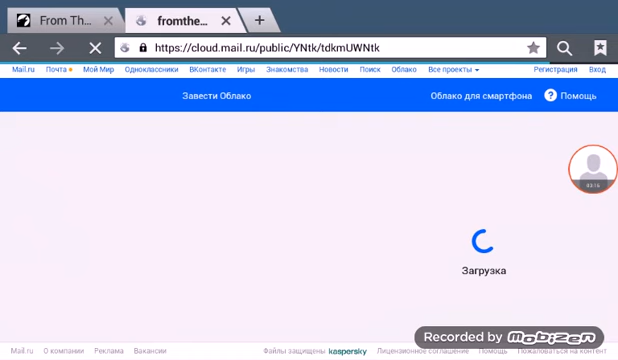 From Th...
fromthe...
https://cloud.mail.ru/public/YNtk/tdkmUWNtk
Mail.ru Почта Мой Мир Одноклассники ВКонтакте Игры Знакомства Новости Поиск Облако Все проекты Регистрация Вход
Завести Облако Облако для смартфона ? Помощь
Загрузка
Recorded by Mobizen
Mail.ru О компании Реклама Вакансии Файлы защищены kaspersky Лицензионное соглашение Помощь Пожаловаться на контент